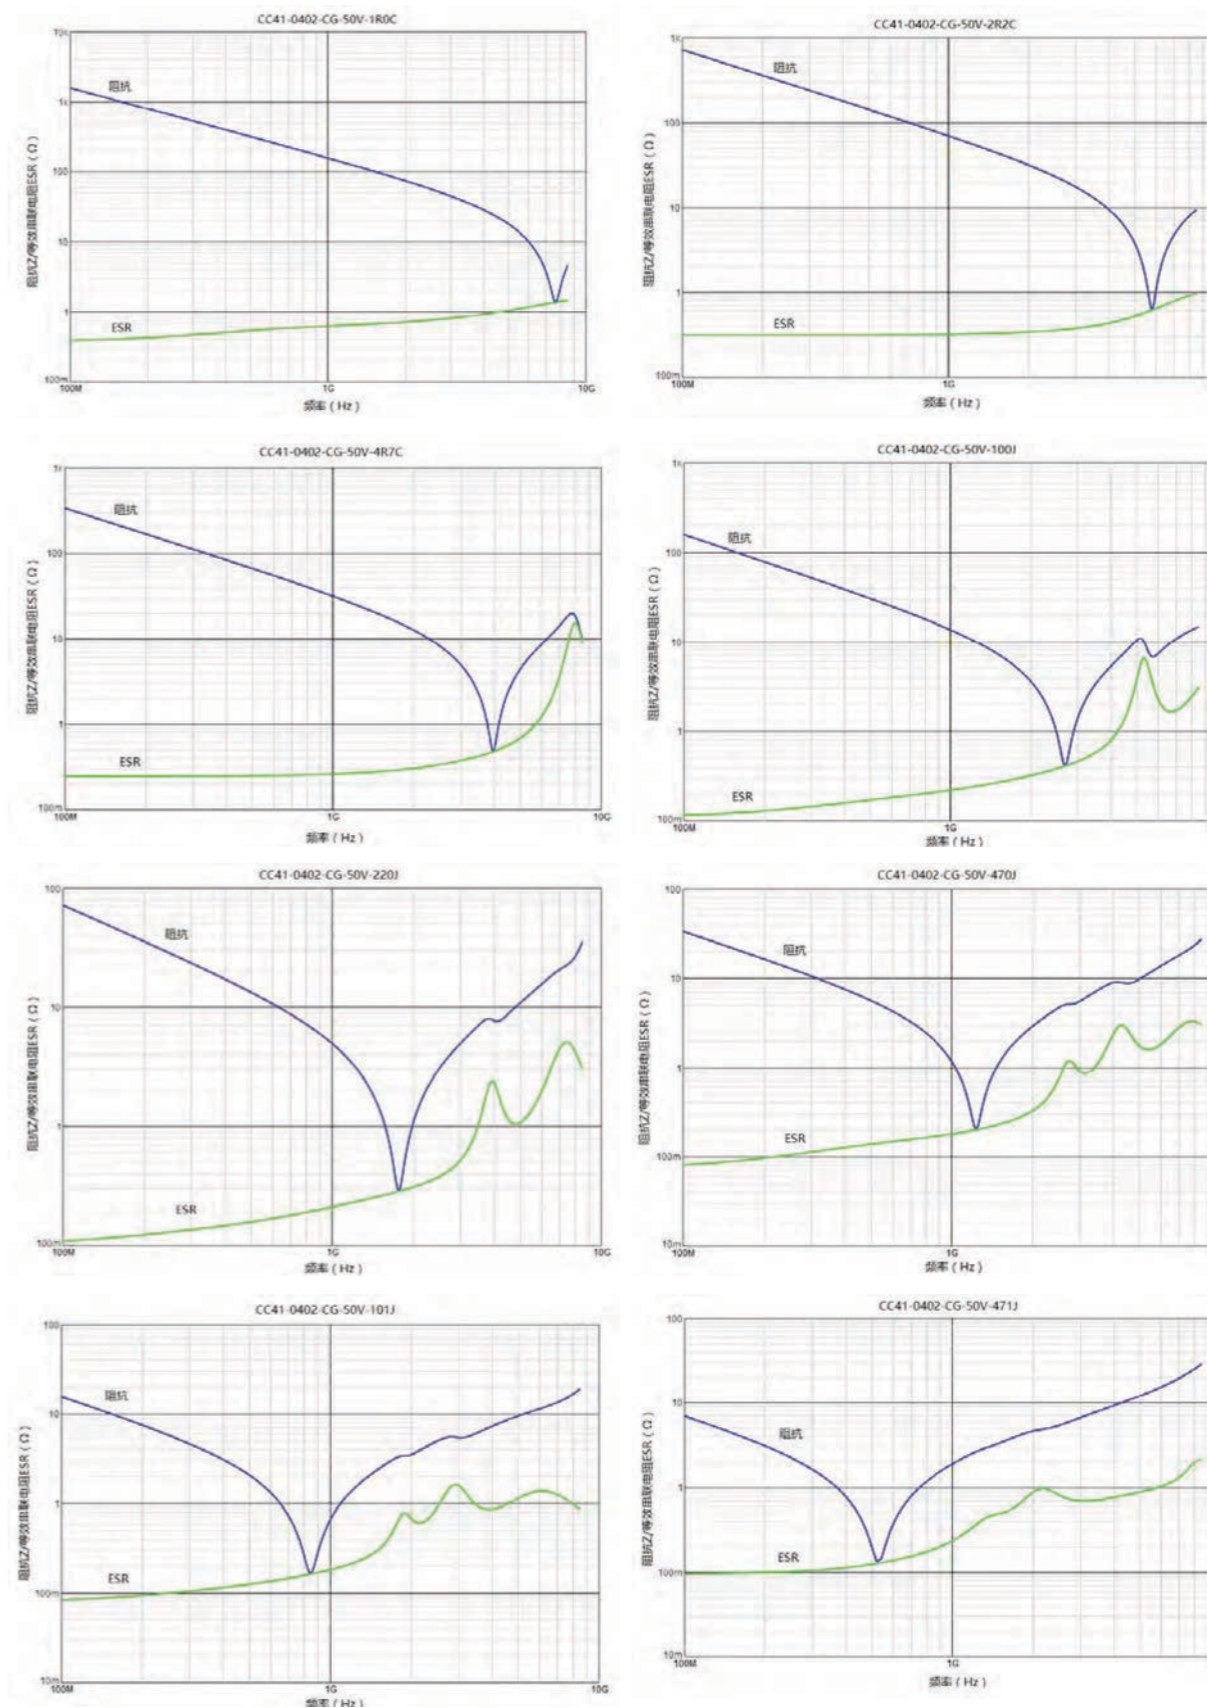 CC41-0402-CG-50V-1R0C
阻抗Z/等效串联电阻ESR（Ω）
10k
1k
100
10
1
100m
阻抗
ESR
100M
1G
10G
频率（Hz）
CC41-0402-CG-50V-2R2C
阻抗Z/等效串联电阻ESR（Ω）
1k
100
10
1
100m
阻抗
ESR
100M
1G
频率（Hz）
CC41-0402-CG-50V-4R7C
阻抗Z/等效串联电阻ESR（Ω）
1k
100
10
1
100m
阻抗
ESR
100M
1G
10G
频率（Hz）
CC41-0402-CG-50V-100J
阻抗Z/等效串联电阻ESR（Ω）
1k
100
10
1
100m
阻抗
ESR
100M
1G
频率（Hz）
CC41-0402-CG-50V-220J
阻抗Z/等效串联电阻ESR（Ω）
100
10
1
100m
阻抗
ESR
100M
1G
10G
频率（Hz）
CC41-0402-CG-50V-470J
阻抗Z/等效串联电阻ESR（Ω）
100
10
1
100m
10m
阻抗
ESR
100M
1G
频率（Hz）
CC41-0402-CG-50V-101J
阻抗Z/等效串联电阻ESR（Ω）
100
10
1
100m
10m
阻抗
ESR
100M
1G
10G
频率（Hz）
CC41-0402-CG-50V-471J
阻抗Z/等效串联电阻ESR（Ω）
100
10
1
100m
10m
阻抗
ESR
100M
1G
频率（Hz）